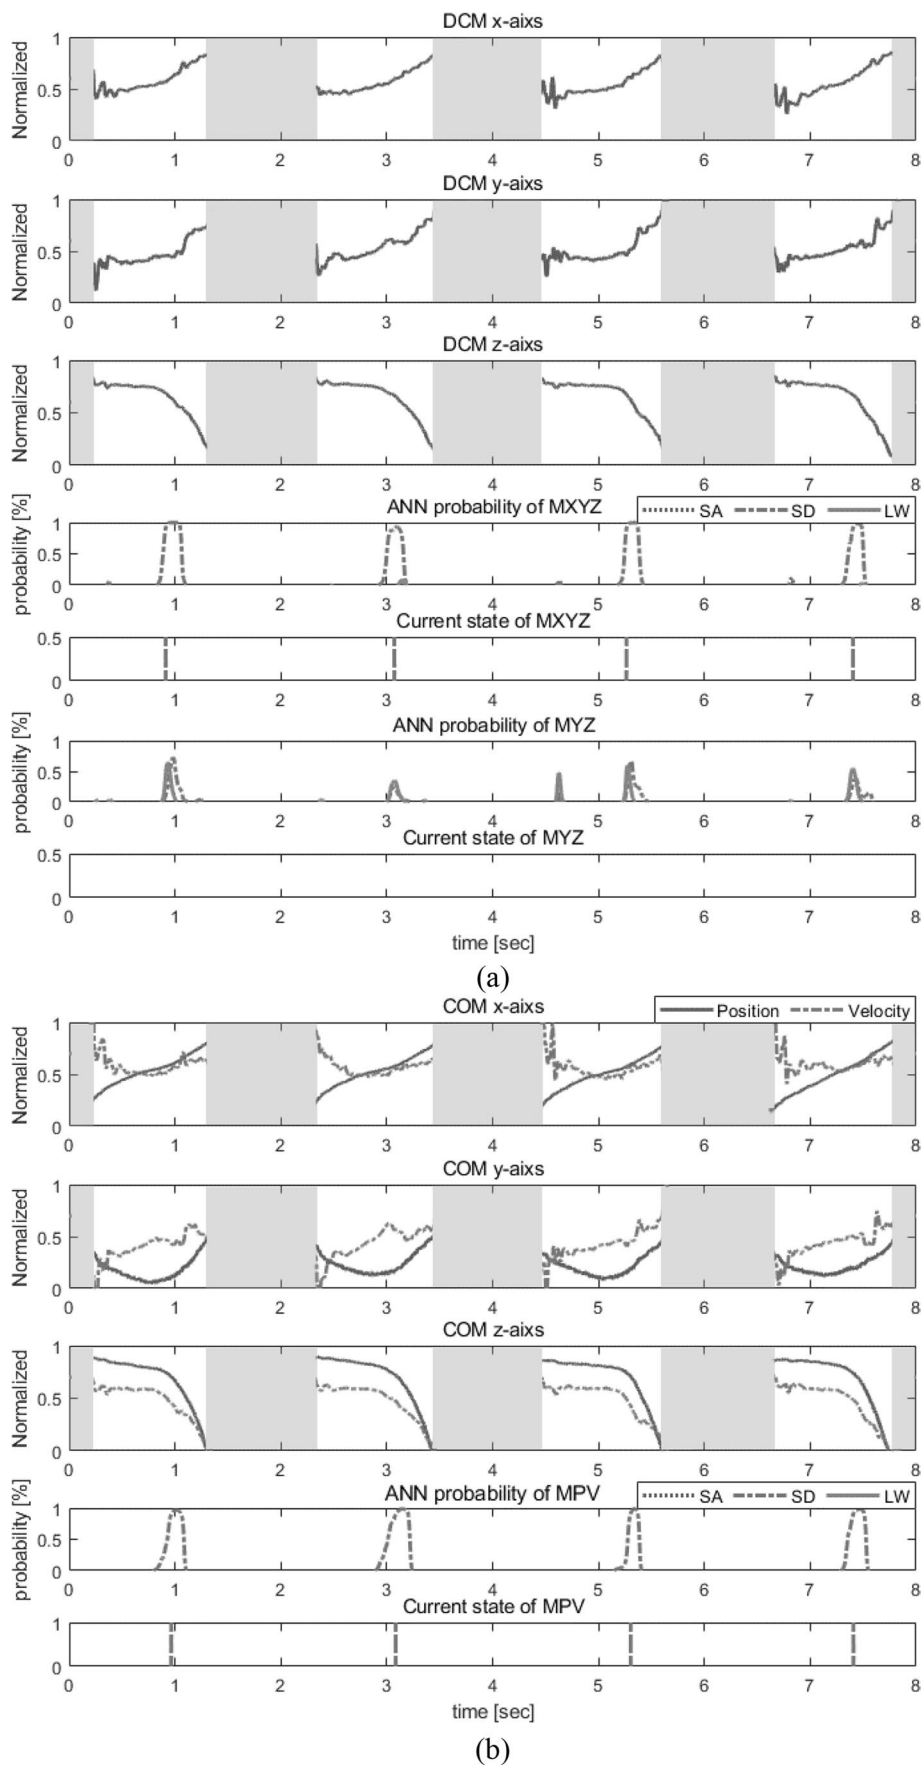 DCM x-aixs
1
0.5
0
Normalized
0 1 2 3 4 5 6 7 8
DCM y-aixs
1
0.5
0
Normalized
0 1 2 3 4 5 6 7 8
DCM z-aixs
1
0.5
0
Normalized
0 1 2 3 4 5 6 7 8
ANN probability of MXYZ
SA SD LW
1
0.5
0
probability [%]
0 1 2 3 4 5 6 7 8
Current state of MXYZ
0.5
0
0 1 2 3 4 5 6 7 8
ANN probability of MYZ
1
0.5
0
probability [%]
0 1 2 3 4 5 6 7 8
Current state of MYZ
0.5
0
0 1 2 3 4 5 6 7 8
time [sec]
(a)
COM x-aixs
Position Velocity
1
0.5
0
Normalized
0 1 2 3 4 5 6 7 8
COM y-aixs
1
0.5
0
Normalized
0 1 2 3 4 5 6 7 8
COM z-aixs
1
0.5
0
Normalized
0 1 2 3 4 5 6 7 8
ANN probability of MPV
SA SD LW
1
0.5
0
probability [%]
0 1 2 3 4 5 6 7 8
Current state of MPV
1
0
0 1 2 3 4 5 6 7 8
time [sec]
(b)